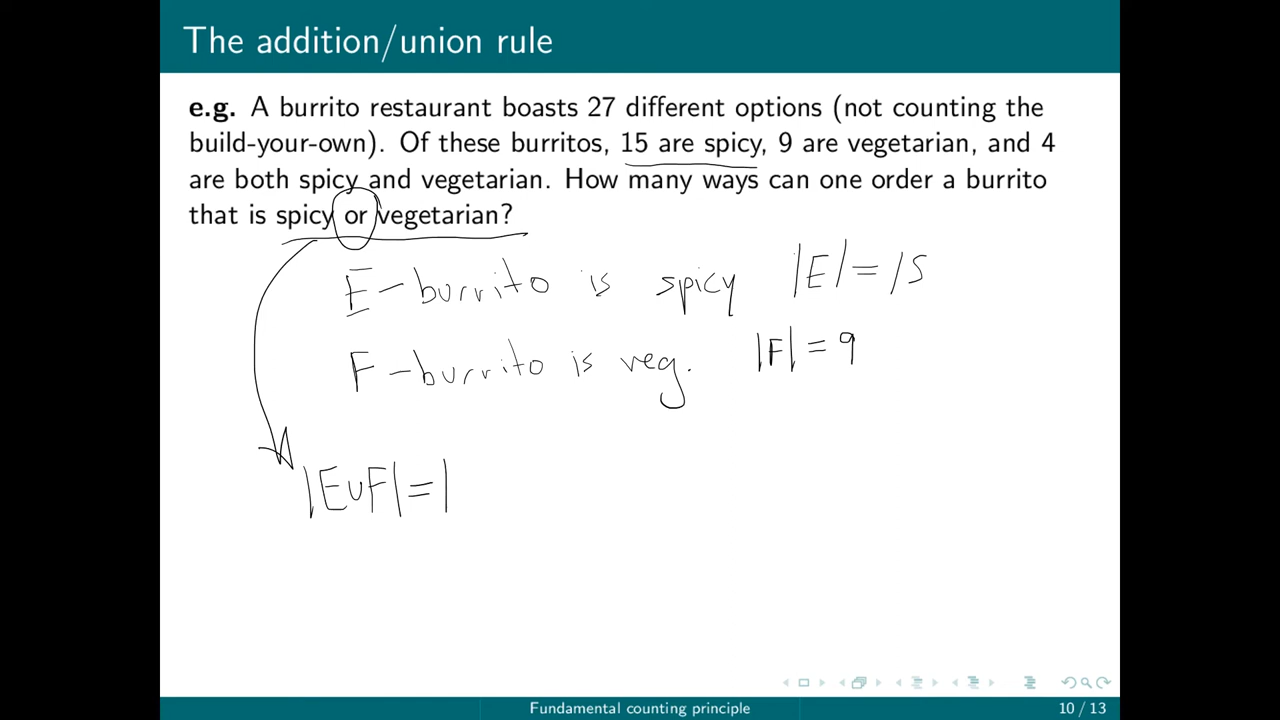 The addition/union rule
e.g. A burrito restaurant boasts 27 different options (not counting the
build-your-own). Of these burritos, 15 are spicy, 9 are vegetarian, and 4
are both spicy and vegetarian. How many ways can one order a burrito
that is spicy or vegetarian?
E - burrito is spicy |E| = 15
F - burrito is veg. |F| = 9
|E∪F| = |
Fundamental counting principle 10 / 13